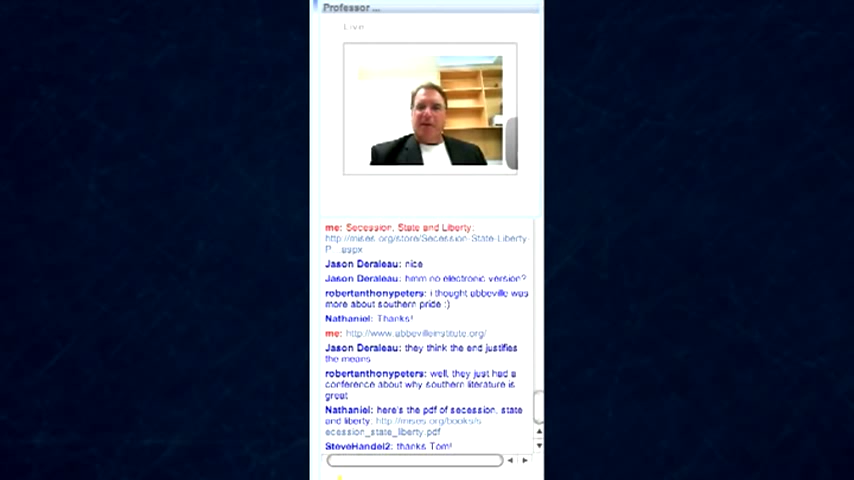 Professor ...
Live
me: Secession, State and Liberty:
http://mises.org/store/Secession-State-Liberty-
P...aspx
Jason Deraleau: nice
Jason Deraleau: hmm no electronic version?
robertanthonypeters: i thought abbeville was
more about southern pride :)
Nathaniel: Thanks!
me: http://www.abbevilleinstitute.org/
Jason Deraleau: they think the end justifies
the means
robertanthonypeters: well, they just had a
conference about why southern literature is
great
Nathaniel: here's the pdf of secession, state
and liberty: http://mises.org/books/s
ecession_state_liberty.pdf
SteveHandel2: thanks Tom!